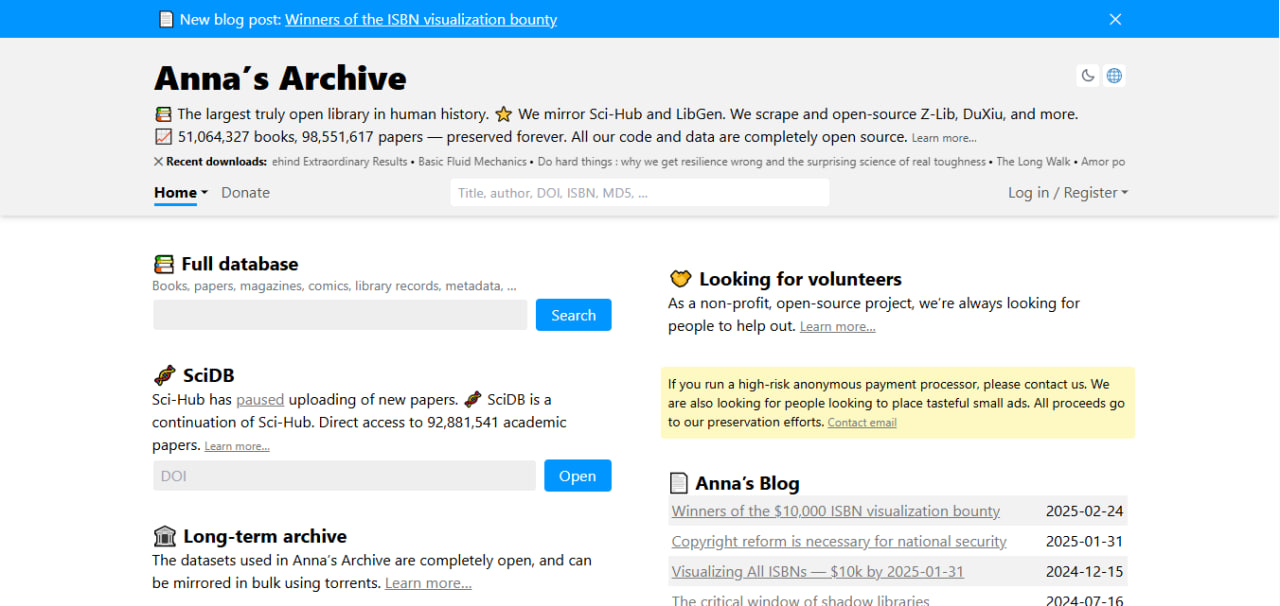 New blog post: Winners of the ISBN visualization bounty
Anna’s Archive
The largest truly open library in human history. ⭐ We mirror Sci-Hub and LibGen. We scrape and open-source Z-Lib, DuXiu, and more.
51,064,327 books, 98,551,617 papers — preserved forever. All our code and data are completely open source. Learn more…
Recent downloads: ehind Extraordinary Results • Basic Fluid Mechanics • Do hard things : why we get resilience wrong and the surprising science of real toughness • The Long Walk • Amor po
Home Donate Title, author, DOI, ISBN, MD5, … Log in / Register
Full database
Books, papers, magazines, comics, library records, metadata, …
Search
SciDB
Sci-Hub has paused uploading of new papers. 🧬 SciDB is a
continuation of Sci-Hub. Direct access to 92,881,541 academic
papers. Learn more…
DOI Open
Long-term archive
The datasets used in Anna’s Archive are completely open, and can
be mirrored in bulk using torrents. Learn more…
Looking for volunteers
As a non-profit, open-source project, we’re always looking for
people to help out. Learn more…
If you run a high-risk anonymous payment processor, please contact us. We
are also looking for people looking to place tasteful small ads. All proceeds go
to our preservation efforts. Contact email
Anna’s Blog
Winners of the $10,000 ISBN visualization bounty 2025-02-24
Copyright reform is necessary for national security 2025-01-31
Visualizing All ISBNs — $10k by 2025-01-31 2024-12-15
The critical window of shadow libraries 2024-07-16